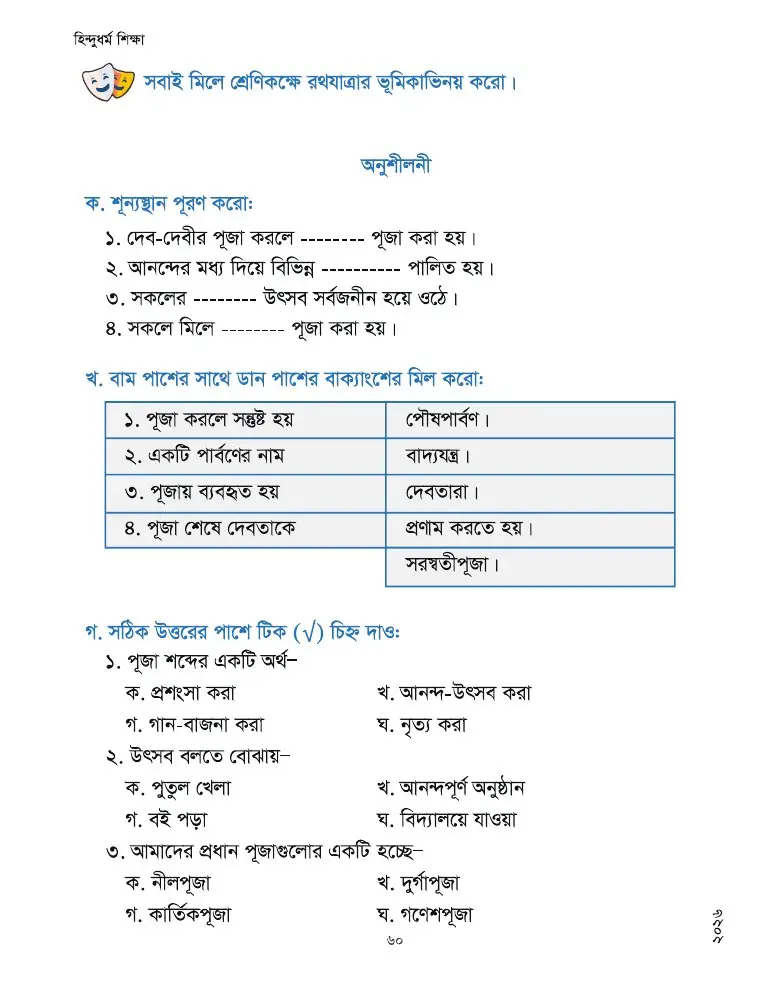 হিন্দুধর্ম শিক্ষা
সবাই মিলে শ্রেণিকক্ষে রথযাত্রার ভূমিকাভিনয় করো।
অনুশীলনী
ক. শূন্যস্থান পূরণ করো:
১. দেব-দেবীর পূজা করলে -------- পূজা করা হয়।
২. আনন্দের মধ্য দিয়ে বিভিন্ন ---------- পালিত হয়।
৩. সকলের -------- উৎসব সর্বজনীন হয়ে ওঠে।
৪. সকলে মিলে -------- পূজা করা হয়।
খ. বাম পাশের সাথে ডান পাশের বাক্যাংশের মিল করো:
১. পূজা করলে সন্তুষ্ট হয় পৌষপার্বণ।
২. একটি পার্বণের নাম বাদ্যযন্ত্র।
৩. পূজায় ব্যবহৃত হয় দেবতারা।
৪. পূজা শেষে দেবতাকে প্রণাম করতে হয়।
সরস্বতীপূজা।
গ. সঠিক উত্তরের পাশে টিক (√) চিহ্ন দাও:
১. পূজা শব্দের একটি অর্থ–
ক. প্রশংসা করা খ. আনন্দ-উৎসব করা
গ. গান-বাজনা করা ঘ. নৃত্য করা
২. উৎসব বলতে বোঝায়–
ক. পুতুল খেলা খ. আনন্দপূর্ণ অনুষ্ঠান
গ. বই পড়া ঘ. বিদ্যালয়ে যাওয়া
৩. আমাদের প্রধান পূজাগুলোর একটি হচ্ছে–
ক. নীলপূজা খ. দুর্গাপূজা
গ. কার্তিকপূজা ঘ. গণেশপূজা
৬০
২০২৬